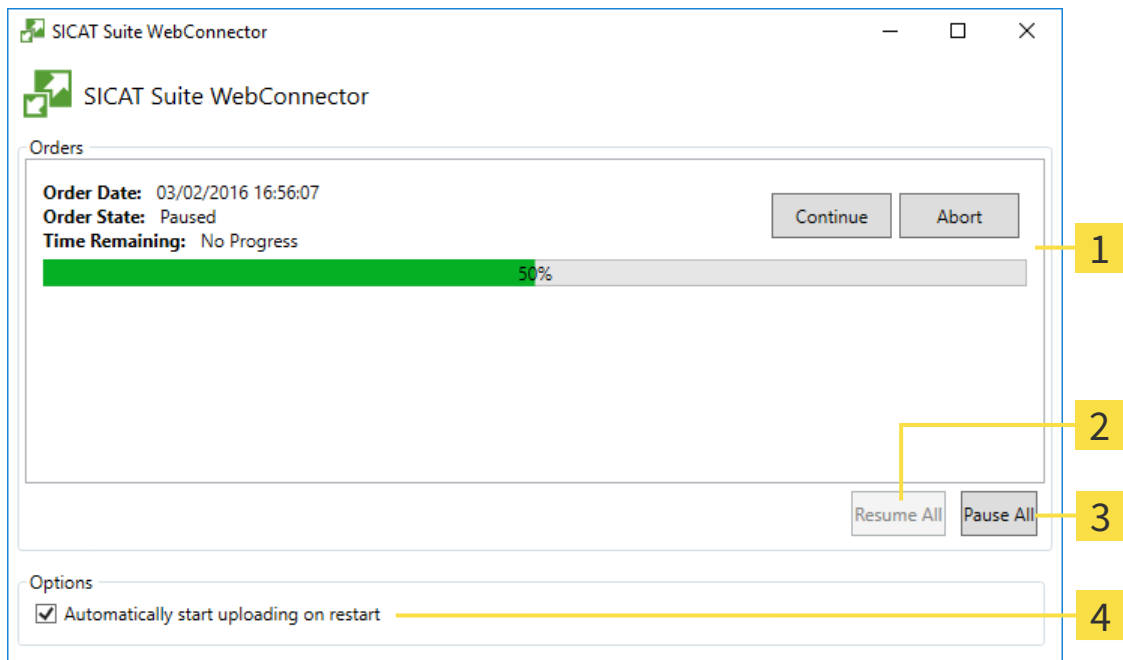 SICAT Suite WebConnector
SICAT Suite WebConnector
Orders
Order Date: 03/02/2016 16:56:07
Order State: Paused
Time Remaining: No Progress
Continue Abort
1
50%
2
Resume All Pause All
3
Options
Automatically start uploading on restart
4